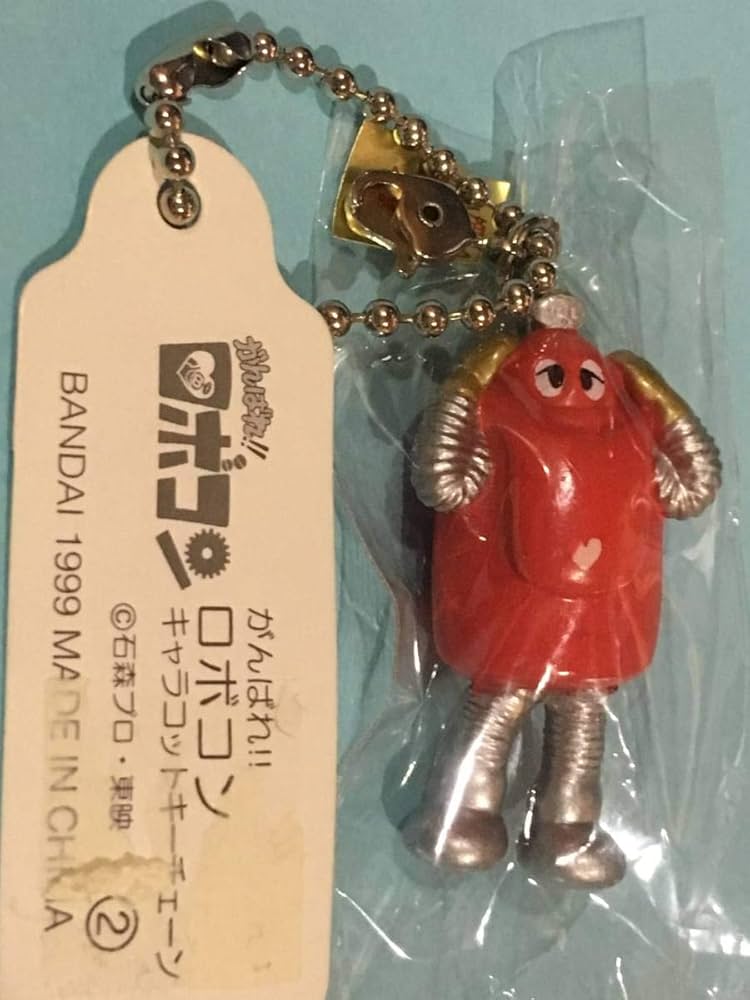 がんばれ!!
ロボコン
がんばれ!!
ロボコン
キャラコットキーチェーン
©石森プロ・東映 ②
BANDAI 1999 MADE IN CHINA